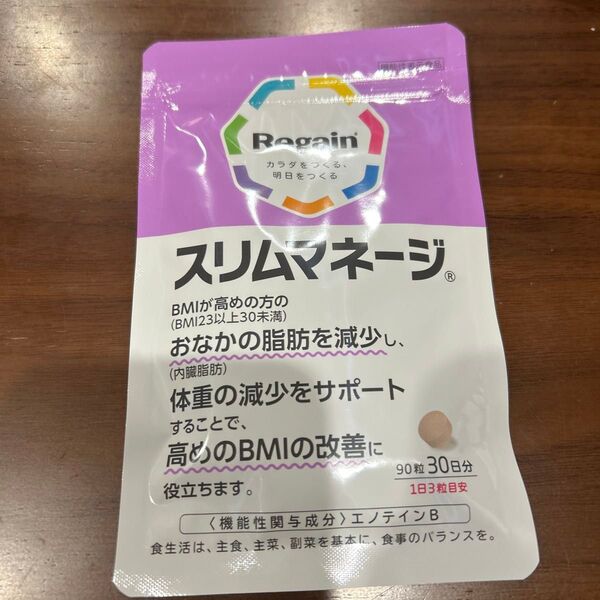 機能性表示食品
Regain®
カラダをつくる、
明日をつくる
スリムマネージ®
BMIが高めの方の
(BMI23以上30未満)
おなかの脂肪を減少し、
(内臓脂肪)
体重の減少をサポート
することで、
高めのBMIの改善に
役立ちます。
90粒30日分
1日3粒目安
〈機能性関与成分〉エノテインB
食生活は、主食、主菜、副菜を基本に、食事のバランスを。